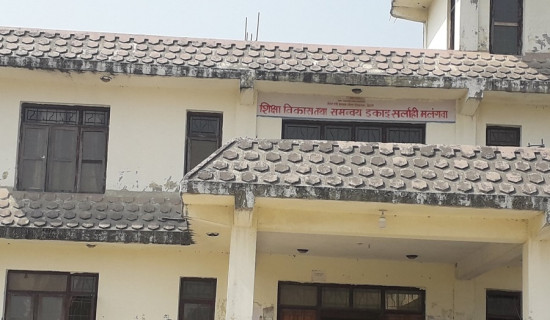 शिक्षा विकास तथा समन्वय इकाइ सर्लाही मलंगवा